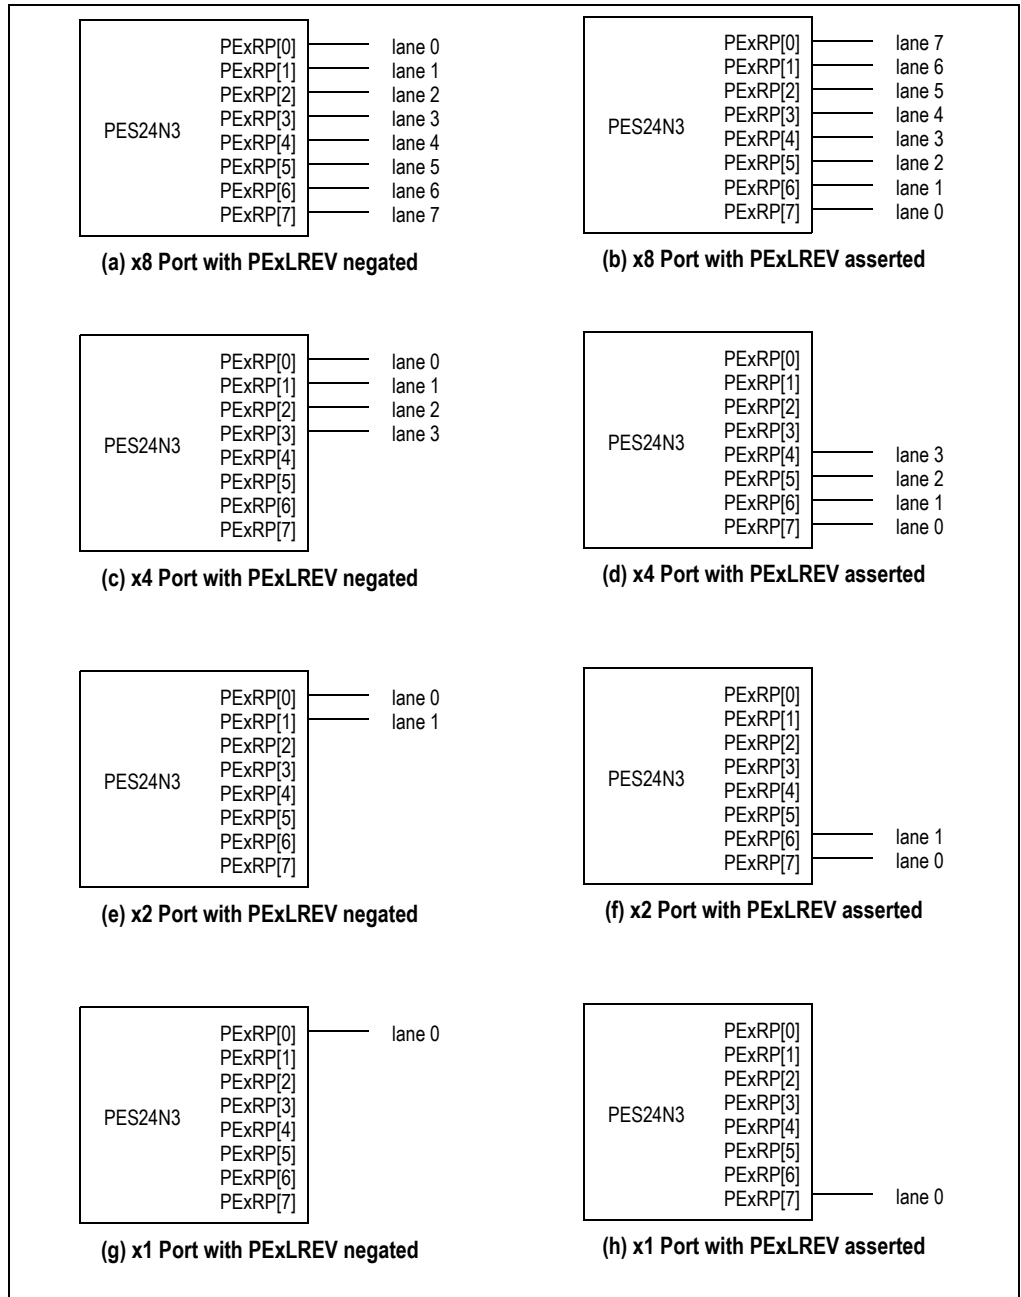 PES24N3
PExRP[0] lane 0
PExRP[1] lane 1
PExRP[2] lane 2
PExRP[3] lane 3
PExRP[4] lane 4
PExRP[5] lane 5
PExRP[6] lane 6
PExRP[7] lane 7
(a) x8 Port with PExLREV negated
PES24N3
PExRP[0] lane 7
PExRP[1] lane 6
PExRP[2] lane 5
PExRP[3] lane 4
PExRP[4] lane 3
PExRP[5] lane 2
PExRP[6] lane 1
PExRP[7] lane 0
(b) x8 Port with PExLREV asserted
PES24N3
PExRP[0] lane 0
PExRP[1] lane 1
PExRP[2] lane 2
PExRP[3] lane 3
PExRP[4]
PExRP[5]
PExRP[6]
PExRP[7]
(c) x4 Port with PExLREV negated
PES24N3
PExRP[0]
PExRP[1]
PExRP[2]
PExRP[3]
PExRP[4] lane 3
PExRP[5] lane 2
PExRP[6] lane 1
PExRP[7] lane 0
(d) x4 Port with PExLREV asserted
PES24N3
PExRP[0] lane 0
PExRP[1] lane 1
PExRP[2]
PExRP[3]
PExRP[4]
PExRP[5]
PExRP[6]
PExRP[7]
(e) x2 Port with PExLREV negated
PES24N3
PExRP[0]
PExRP[1]
PExRP[2]
PExRP[3]
PExRP[4]
PExRP[5]
PExRP[6] lane 1
PExRP[7] lane 0
(f) x2 Port with PExLREV asserted
PES24N3
PExRP[0] lane 0
PExRP[1]
PExRP[2]
PExRP[3]
PExRP[4]
PExRP[5]
PExRP[6]
PExRP[7]
(g) x1 Port with PExLREV negated
PES24N3
PExRP[0]
PExRP[1]
PExRP[2]
PExRP[3]
PExRP[4]
PExRP[5]
PExRP[6]
PExRP[7] lane 0
(h) x1 Port with PExLREV asserted